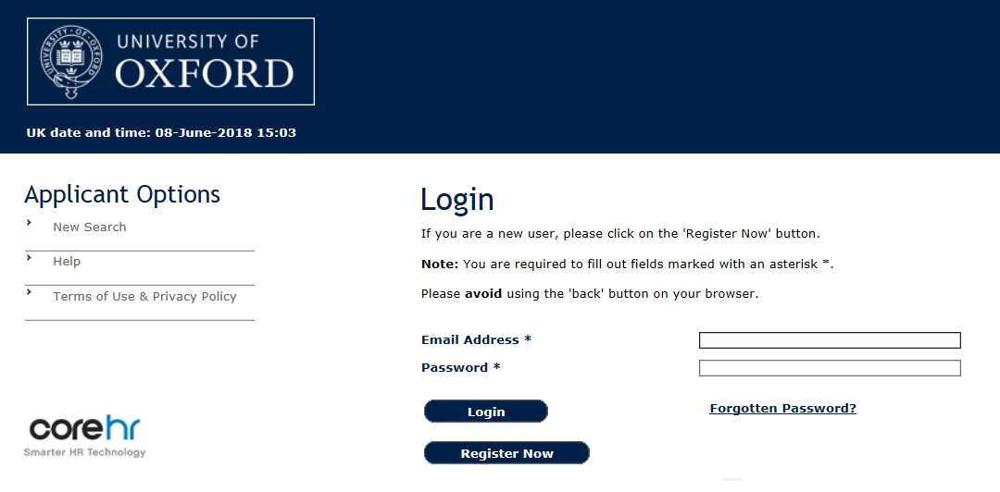 UNIVERSITY OF
OXFORD
UK date and time: 08-June-2018 15:03
Applicant Options
New Search
Help
Terms of Use & Privacy Policy
corehr
Smarter HR Technology
Login
If you are a new user, please click on the 'Register Now' button.
Note: You are required to fill out fields marked with an asterisk *.
Please avoid using the 'back' button on your browser.
Email Address *
Password *
Login
Forgotten Password?
Register Now